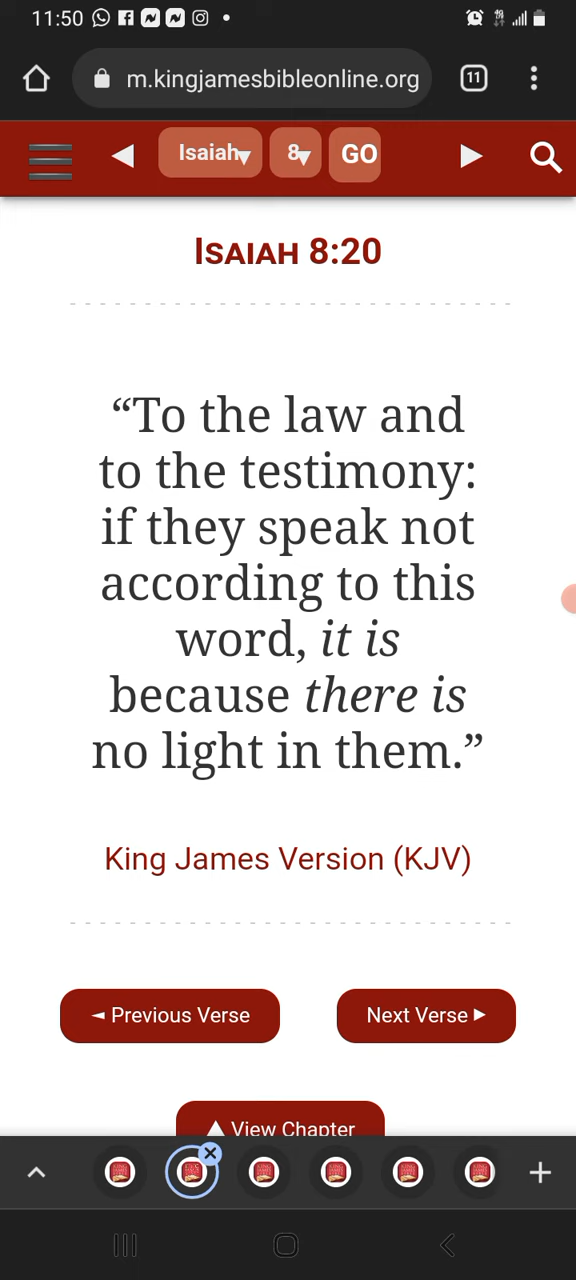 11:50
m.kingjamesbibleonline.org
11
Isaiah
8
GO
ISAIAH 8:20
“To the law and
to the testimony:
if they speak not
according to this
word, it is
because there is
no light in them.”
King James Version (KJV)
◄ Previous Verse
Next Verse ►
▲ View Chapter